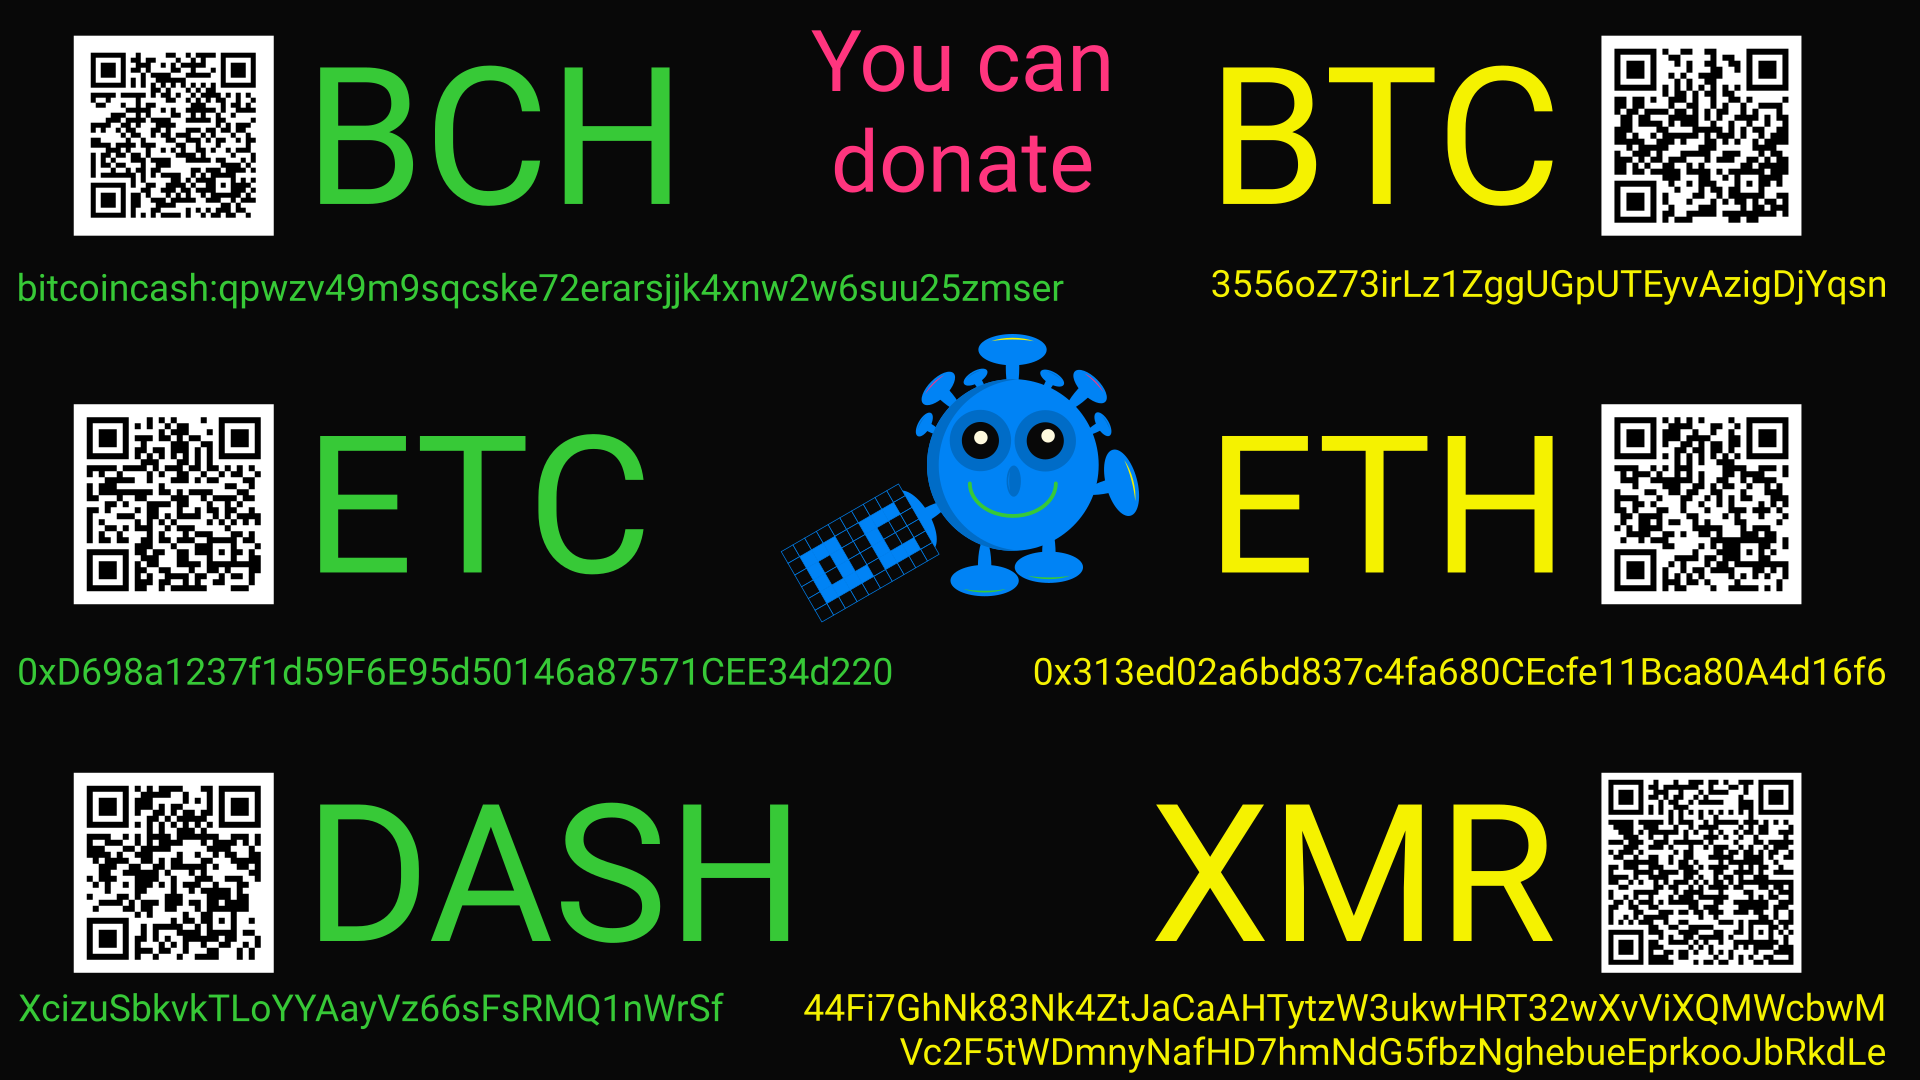 You can
donate
BCH
bitcoincash:qpwzv49m9sqcske72erarsjjk4xnw2w6suu25zmser
BTC
3556oZ73irLz1ZggUGpUTEyvAzigDjYqsn
ETC
0xD698a1237f1d59F6E95d50146a87571CEE34d220
ETH
0x313ed02a6bd837c4fa680CEcfe11Bca80A4d16f6
DASH
XcizuSbkvkTLoYYAayVz66sFsRMQ1nWrSf
XMR
44Fi7GhNk83Nk4ZtJaCaAHTytzW3ukwHRT32wXvViXQMWcbwM
Vc2F5tWDmnyNafHD7hmNdG5fbzNghebueEprkooJbRkdLe